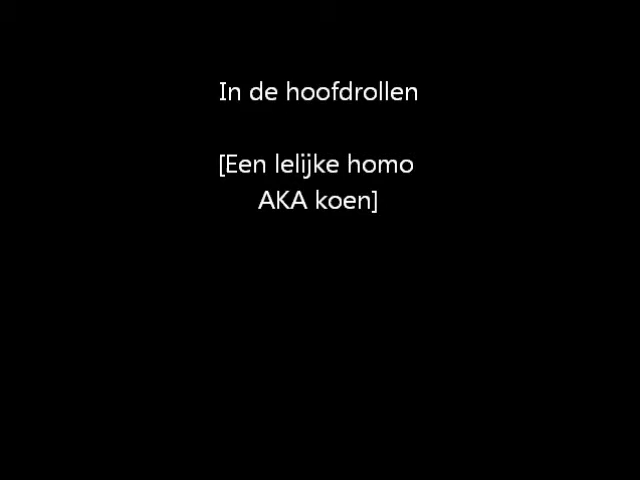 In de hoofdrollen
[Een lelijke homo
AKA koen]